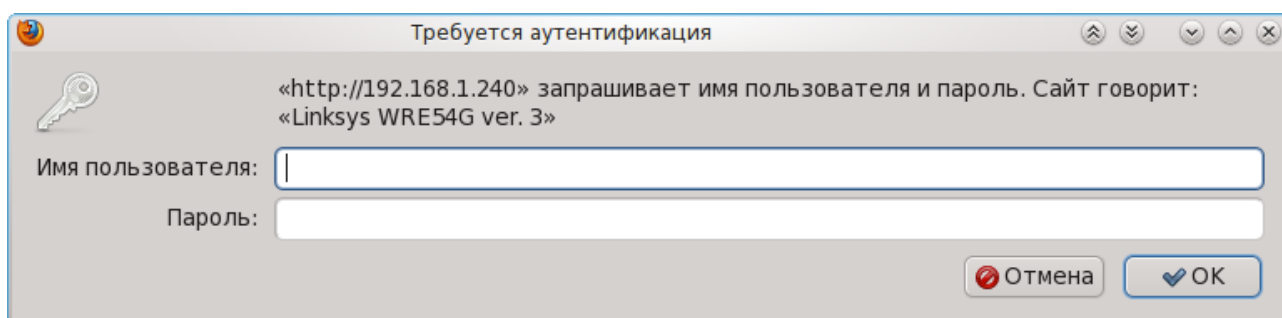 Требуется аутентификация
«http://192.168.1.240» запрашивает имя пользователя и пароль. Сайт говорит:
«Linksys WRE54G ver. 3»
Имя пользователя:
Пароль:
Отмена
OK